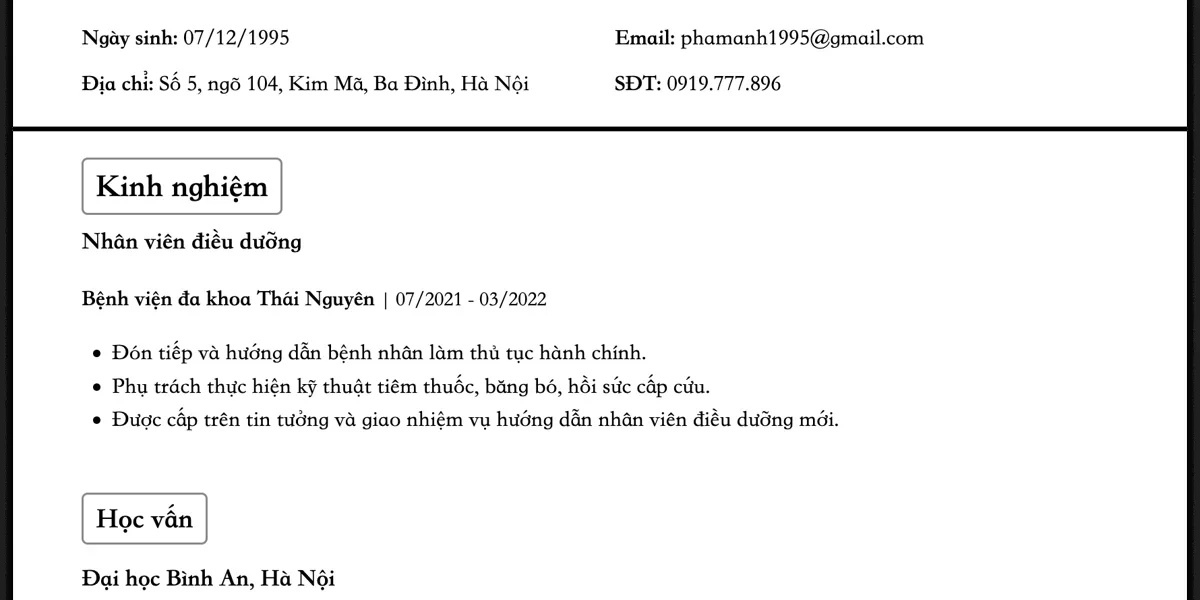 Ngày sinh: 07/12/1995
Email: phamanh1995@gmail.com
Địa chỉ: Số 5, ngõ 104, Kim Mã, Ba Đình, Hà Nội
SĐT: 0919.777.896
Kinh nghiệm
Nhân viên điều dưỡng
Bệnh viện đa khoa Thái Nguyên | 07/2021 - 03/2022
• Đón tiếp và hướng dẫn bệnh nhân làm thủ tục hành chính.
• Phụ trách thực hiện kỹ thuật tiêm thuốc, băng bó, hồi sức cấp cứu.
• Được cấp trên tin tưởng và giao nhiệm vụ hướng dẫn nhân viên điều dưỡng mới.
Học vấn
Đại học Bình An, Hà Nội